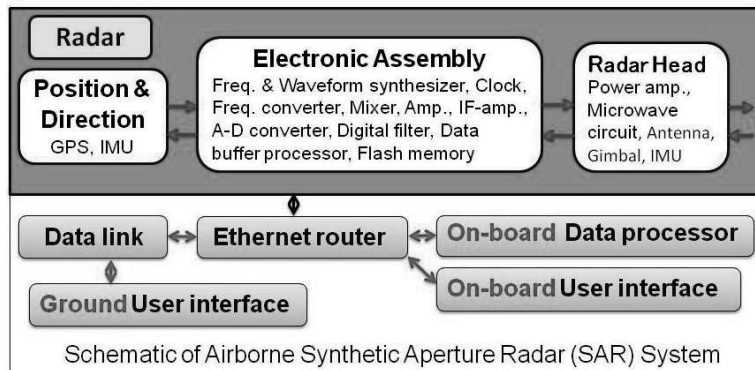 Radar
Position &
Direction
GPS, IMU
Electronic Assembly
Freq. & Waveform synthesizer, Clock,
Freq. converter, Mixer, Amp., IF-amp.,
A-D converter, Digital filter, Data
buffer processor, Flash memory
Radar Head
Power amp.,
Microwave
circuit, Antenna,
Gimbal, IMU
Data link
Ethernet router
On-board Data processor
Ground User interface
On-board User interface
Schematic of Airborne Synthetic Aperture Radar (SAR) System